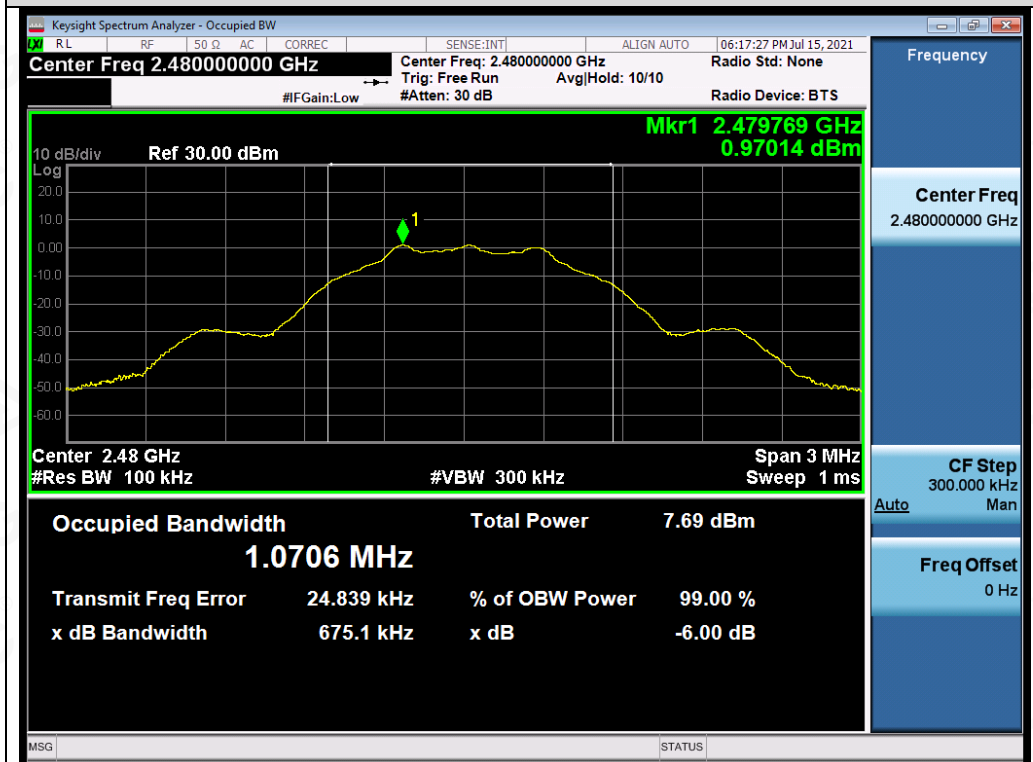 Keysight Spectrum Analyzer - Occupied BW
LXI RL RF 50 Ω AC CORREC SENSE:INT ALIGN AUTO 06:17:27 PM Jul 15, 2021
Center Freq 2.480000000 GHz
Center Freq: 2.480000000 GHz Radio Std: None
Trig: Free Run Avg|Hold: 10/10
#IFGain:Low #Atten: 30 dB Radio Device: BTS
Mkr1 2.479769 GHz
0.97014 dBm
10 dB/div Ref 30.00 dBm
Log
20.0
10.0
1
0.00
-10.0
-20.0
-30.0
-40.0
-50.0
-60.0
Center 2.48 GHz Span 3 MHz
#Res BW 100 kHz #VBW 300 kHz Sweep 1 ms
Occupied Bandwidth Total Power 7.69 dBm
1.0706 MHz
Transmit Freq Error 24.839 kHz % of OBW Power 99.00 %
x dB Bandwidth 675.1 kHz x dB -6.00 dB
Frequency
Center Freq
2.480000000 GHz
CF Step
300.000 kHz
Auto Man
Freq Offset
0 Hz
MSG STATUS